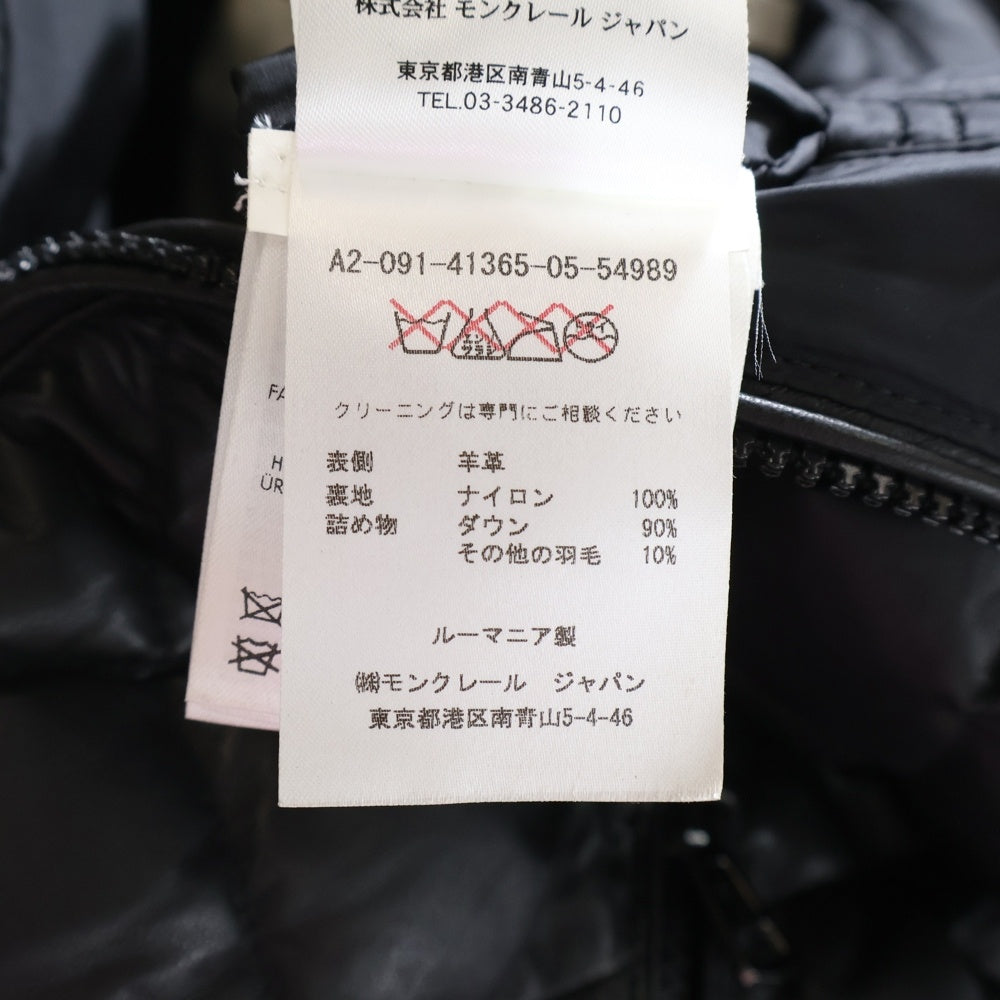 株式会社 モンクレール ジャパン
東京都港区南青山5-4-46
TEL.03-3486-2110
A2-091-41365-05-54989
クリーニングは専門にご相談ください
表側 羊革
裏地 ナイロン 100%
詰め物 ダウン 90%
その他の羽毛 10%
ルーマニア製
㈱モンクレール ジャパン
東京都港区南青山5-4-46
FA
H
ÜR